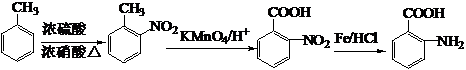 CH₃ 浓硫酸 CH₃ NO₂ KMnO₄/H⁺ COOH NO₂ Fe/HCl COOH NH₂
浓硝酸△